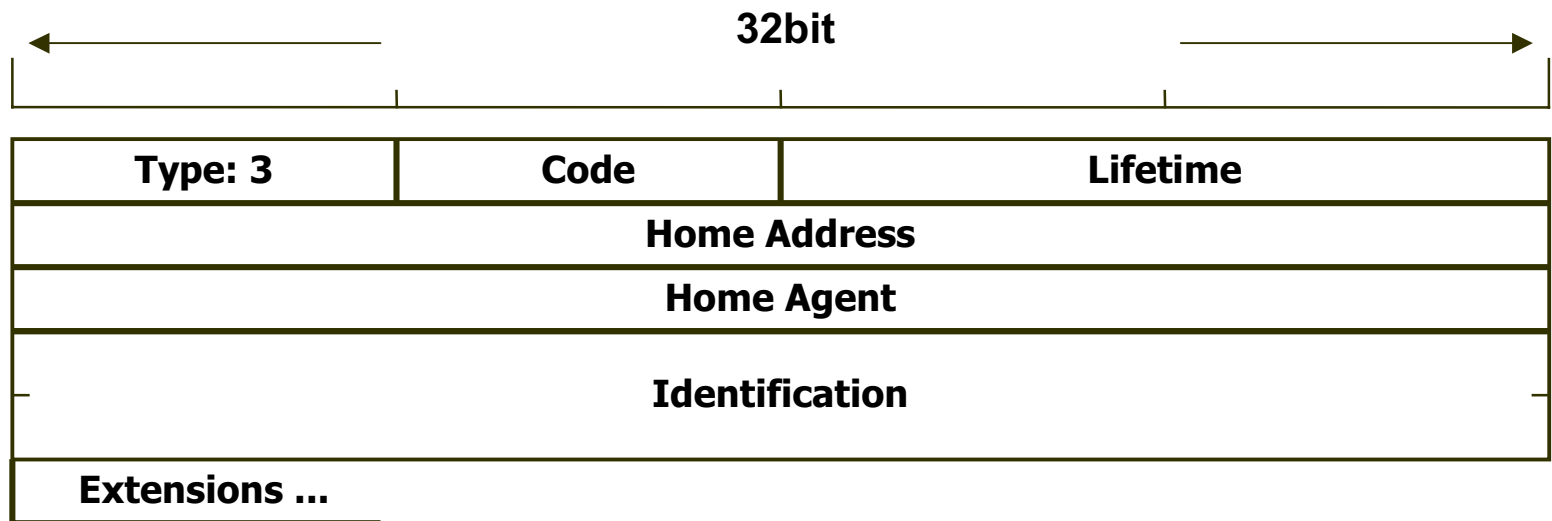 32bit
Type: 3 Code Lifetime
Home Address
Home Agent
Identification
Extensions ...